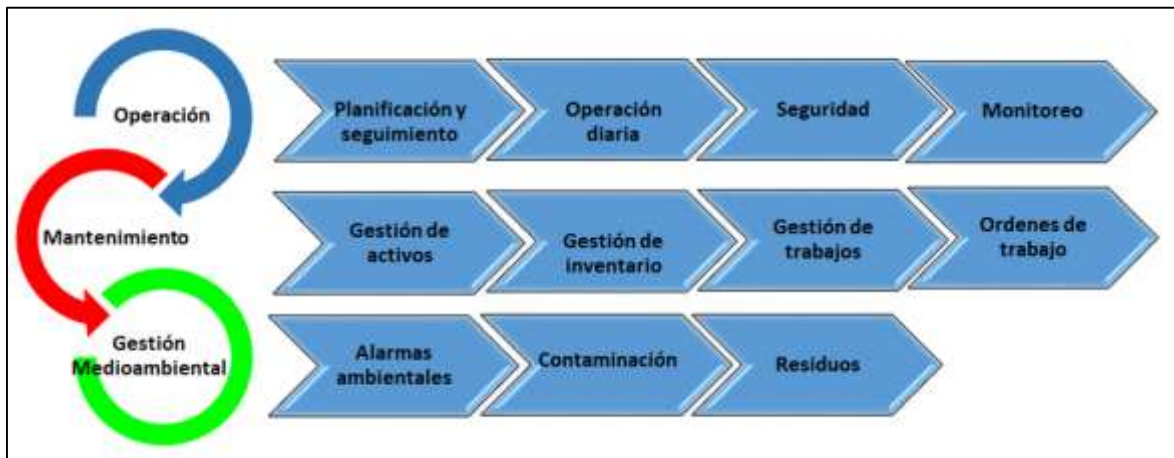 Operación
Planificación y
seguimiento
Operación
diaria
Seguridad
Monitoreo
Mantenimiento
Gestión de
activos
Gestión de
inventario
Gestión de
trabajos
Ordenes de
trabajo
Gestión
Medioambiental
Alarmas
ambientales
Contaminación
Residuos